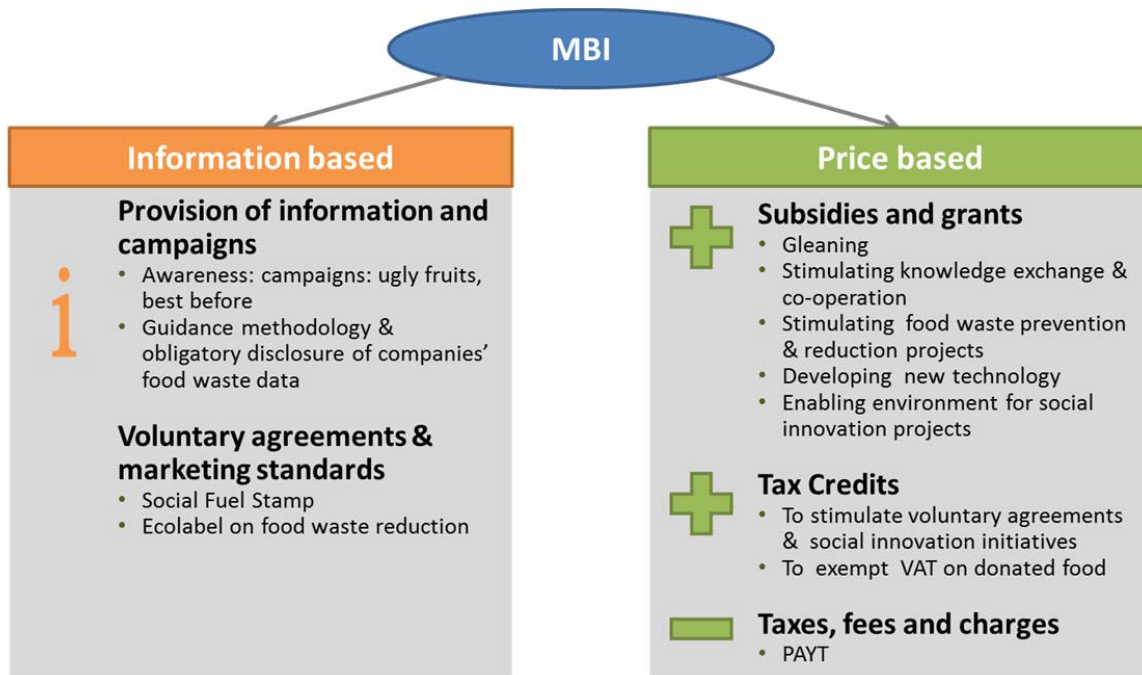 MBI
Information based
Provision of information and
campaigns
• Awareness: campaigns: ugly fruits,
best before
• Guidance methodology &
obligatory disclosure of companies’
food waste data
i
Voluntary agreements &
marketing standards
• Social Fuel Stamp
• Ecolabel on food waste reduction
Price based
Subsidies and grants
• Gleaning
• Stimulating knowledge exchange &
co-operation
• Stimulating food waste prevention
& reduction projects
• Developing new technology
• Enabling environment for social
innovation projects
Tax Credits
• To stimulate voluntary agreements
& social innovation initiatives
• To exempt VAT on donated food
Taxes, fees and charges
• PAYT